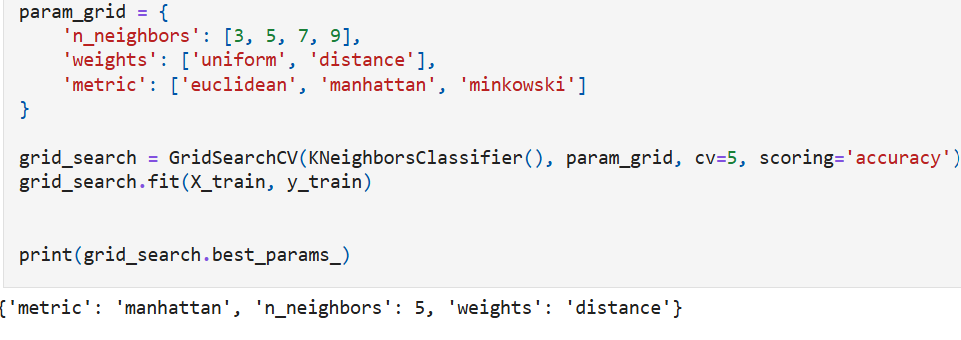 param_grid = {
    'n_neighbors': [3, 5, 7, 9],
    'weights': ['uniform', 'distance'],
    'metric': ['euclidean', 'manhattan', 'minkowski']
}
grid_search = GridSearchCV(KNeighborsClassifier(), param_grid, cv=5, scoring='accuracy')
grid_search.fit(X_train, y_train)
print(grid_search.best_params_)
{'metric': 'manhattan', 'n_neighbors': 5, 'weights': 'distance'}